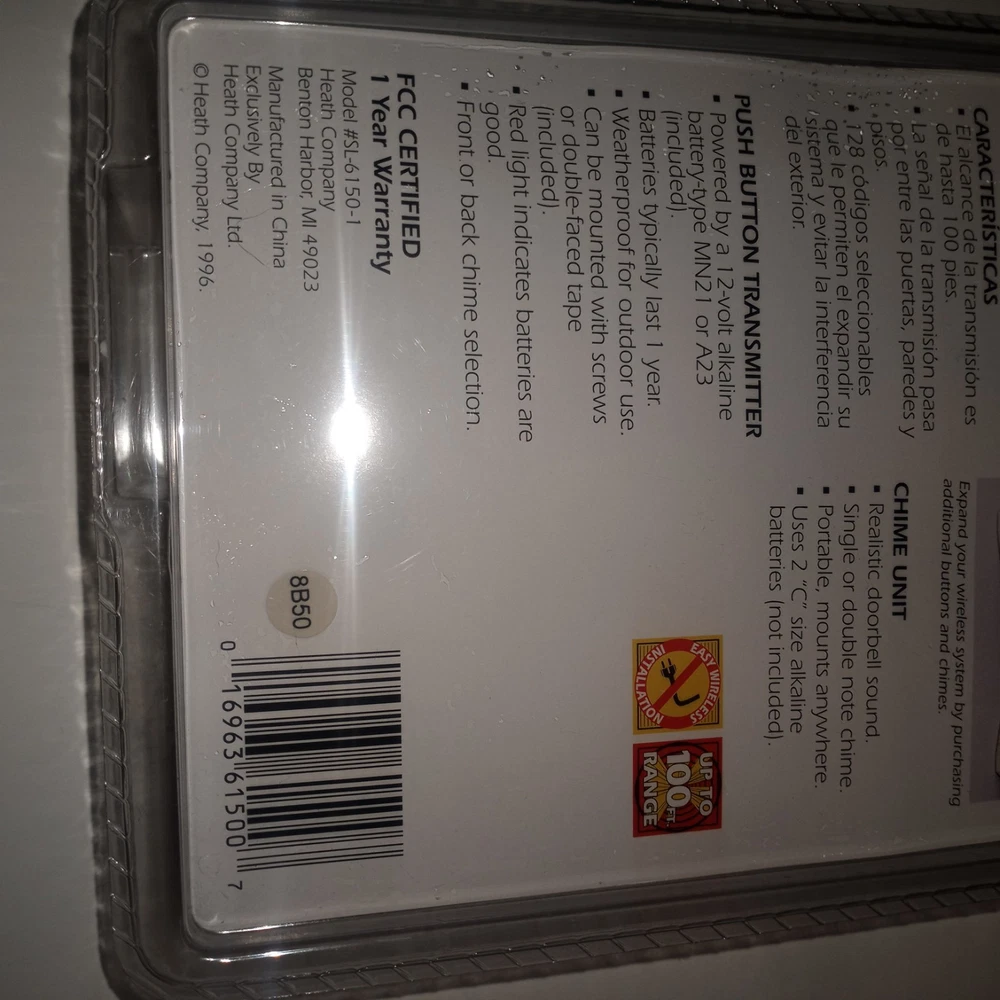 CARACTERÍSTICAS
▪ El alcance de la transmisión es
de hasta 100 pies.
▪ La señal de la transmisión pasa
por entre las puertas, paredes y
pisos.
▪ 128 códigos seleccionables
que le permiten el expandir su
sistema y evitar la interferencia
del exterior.
PUSH BUTTON TRANSMITTER
▪ Powered by a 12-volt alkaline
battery-type MN21 or A23
(included).
▪ Batteries typically last 1 year.
▪ Weatherproof for outdoor use.
▪ Can be mounted with screws
or double-faced tape
(included).
▪ Red light indicates batteries are
good.
▪ Front or back chime selection.
FCC CERTIFIED
1 Year Warranty
Model #SL-6150-1
Heath Company
Benton Harbor, MI 49023
Manufactured in China
Exclusively By
Heath Company Ltd.
© Heath Company, 1996.
Expand your wireless system by purchasing
additional buttons and chimes.
CHIME UNIT
▪ Realistic doorbell sound.
▪ Single or double note chime.
▪ Portable, mounts anywhere.
▪ Uses 2 “C” size alkaline
batteries (not included).
EASY WIRELESS
INSTALLATION
UP TO
100 FT.
RANGE
8B50
0 16963 61500 7